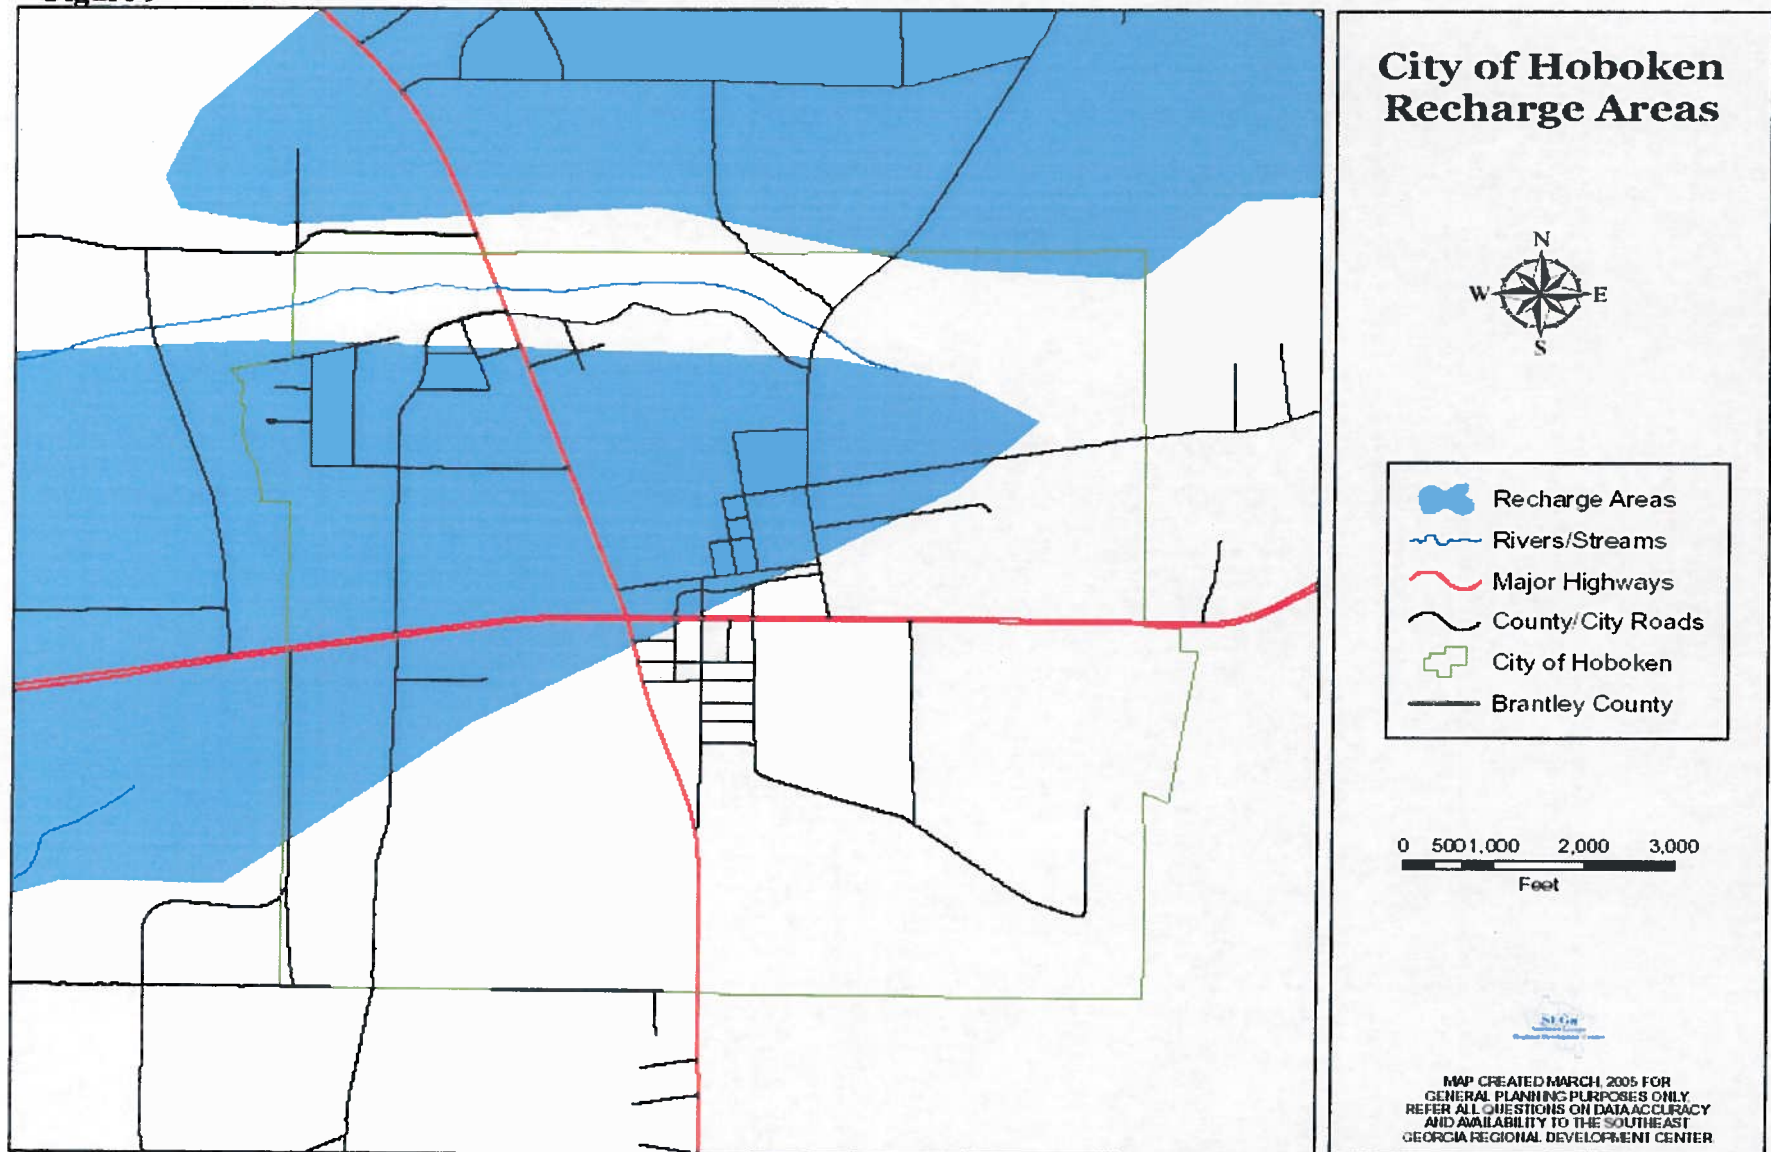 City of Hoboken
Recharge Areas
N
W
E
S
Recharge Areas
Rivers/Streams
Major Highways
County/City Roads
City of Hoboken
Brantley County
0 500 1,000 2,000 3,000
Feet
MAP CREATED MARCH, 2005 FOR
GENERAL PLANNING PURPOSES ONLY.
REFER ALL QUESTIONS ON DATA ACCURACY
AND AVAILABILITY TO THE SOUTHEAST
GEORGIA REGIONAL DEVELOPMENT CENTER